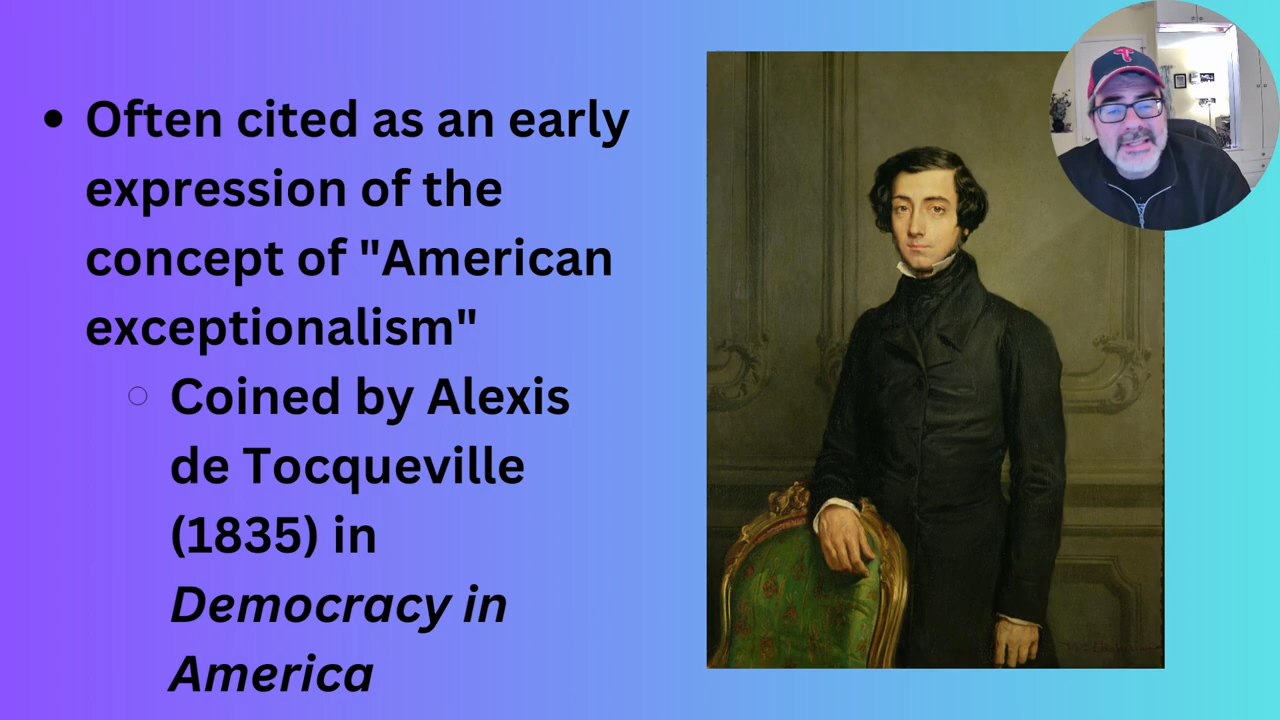 Often cited as an early
expression of the
concept of "American
exceptionalism"
Coined by Alexis
de Tocqueville
(1835) in
Democracy in
America
T